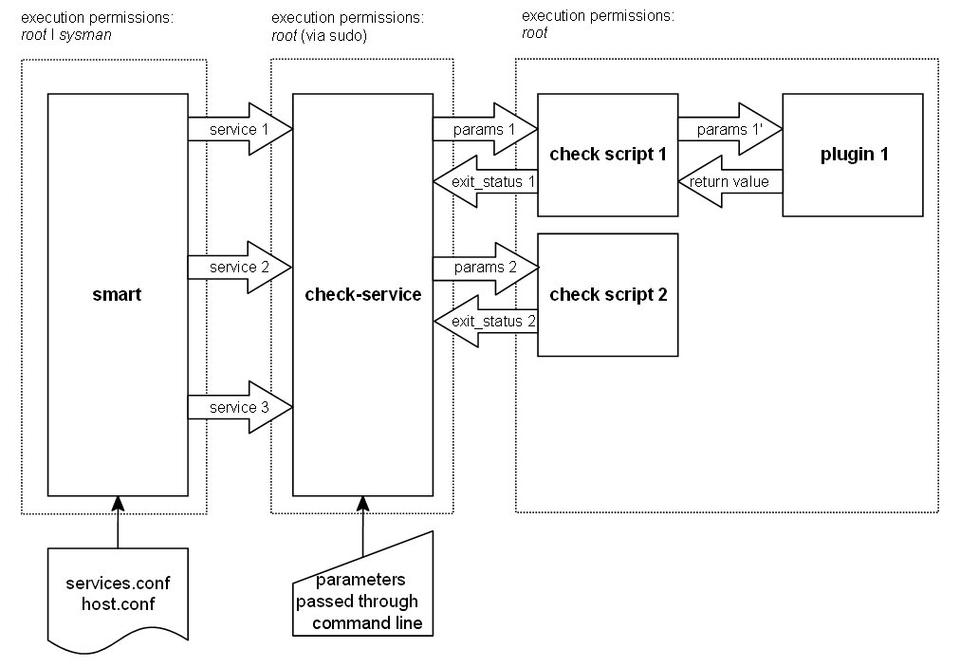 execution permissions:
root | sysman
execution permissions:
root (via sudo)
execution permissions:
root
service 1
params 1
check script 1
params 1'
plugin 1
exit_status 1
return value
smart
service 2
check-service
params 2
check script 2
exit_status 2
service 3
services.conf
host.conf
parameters
passed through
command line